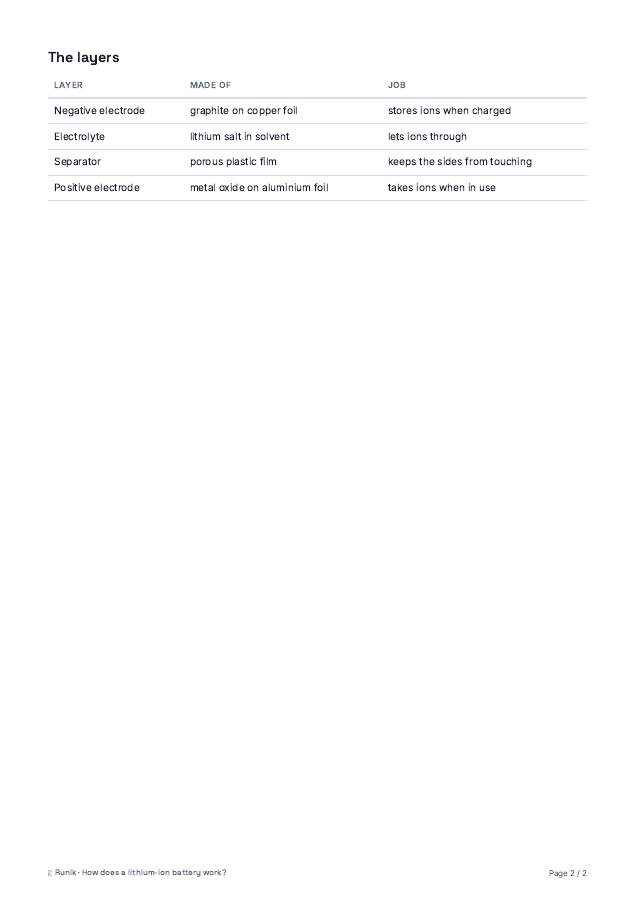 The layers
LAYER MADE OF JOB
Negative electrode graphite on copper foil stores ions when charged
Electrolyte lithium salt in solvent lets ions through
Separator porous plastic film keeps the sides from touching
Positive electrode metal oxide on aluminium foil takes ions when in use
Runik · How does a lithium-ion battery work? Page 2 / 2